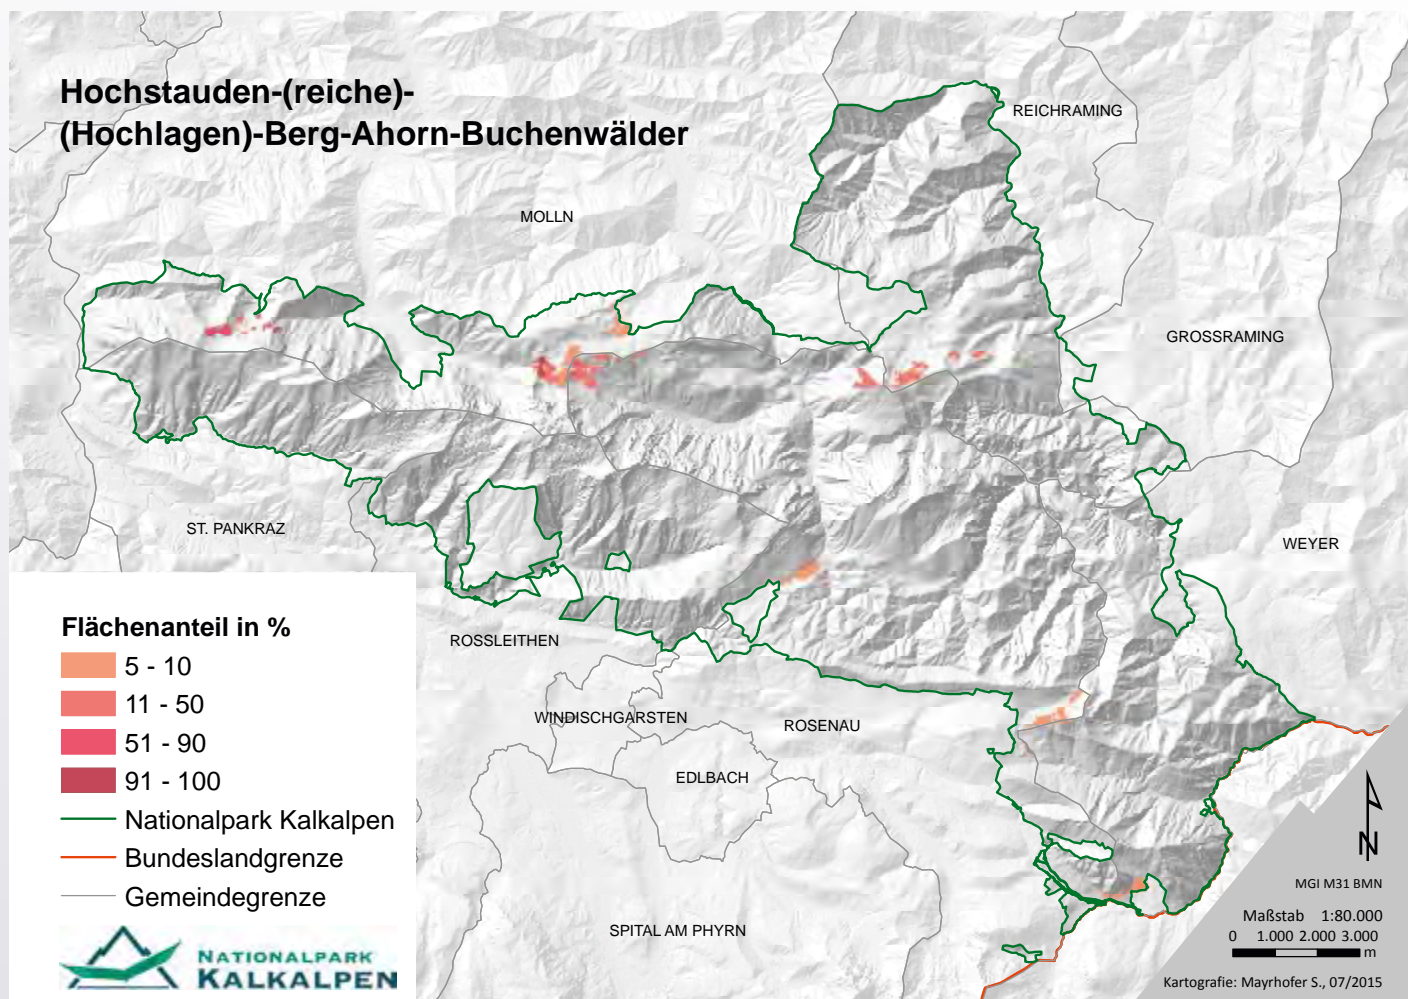 Hochstauden-(reiche)-
(Hochlagen)-Berg-Ahorn-Buchenwälder
REICHRAMING
MOLLN
GROSSRAMING
ST. PANKRAZ
WEYER
ROSSLEITHEN
WINDISCHGARSTEN
ROSENAU
EDLBACH
SPITAL AM PHYRN
Flächenanteil in %
5 - 10
11 - 50
51 - 90
91 - 100
Nationalpark Kalkalpen
Bundeslandgrenze
Gemeindegrenze
NATIONALPARK
KALKALPEN
N
MGI M31 BMN
Maßstab 1:80.000
0 1.000 2.000 3.000
m
Kartografie: Mayrhofer S., 07/2015